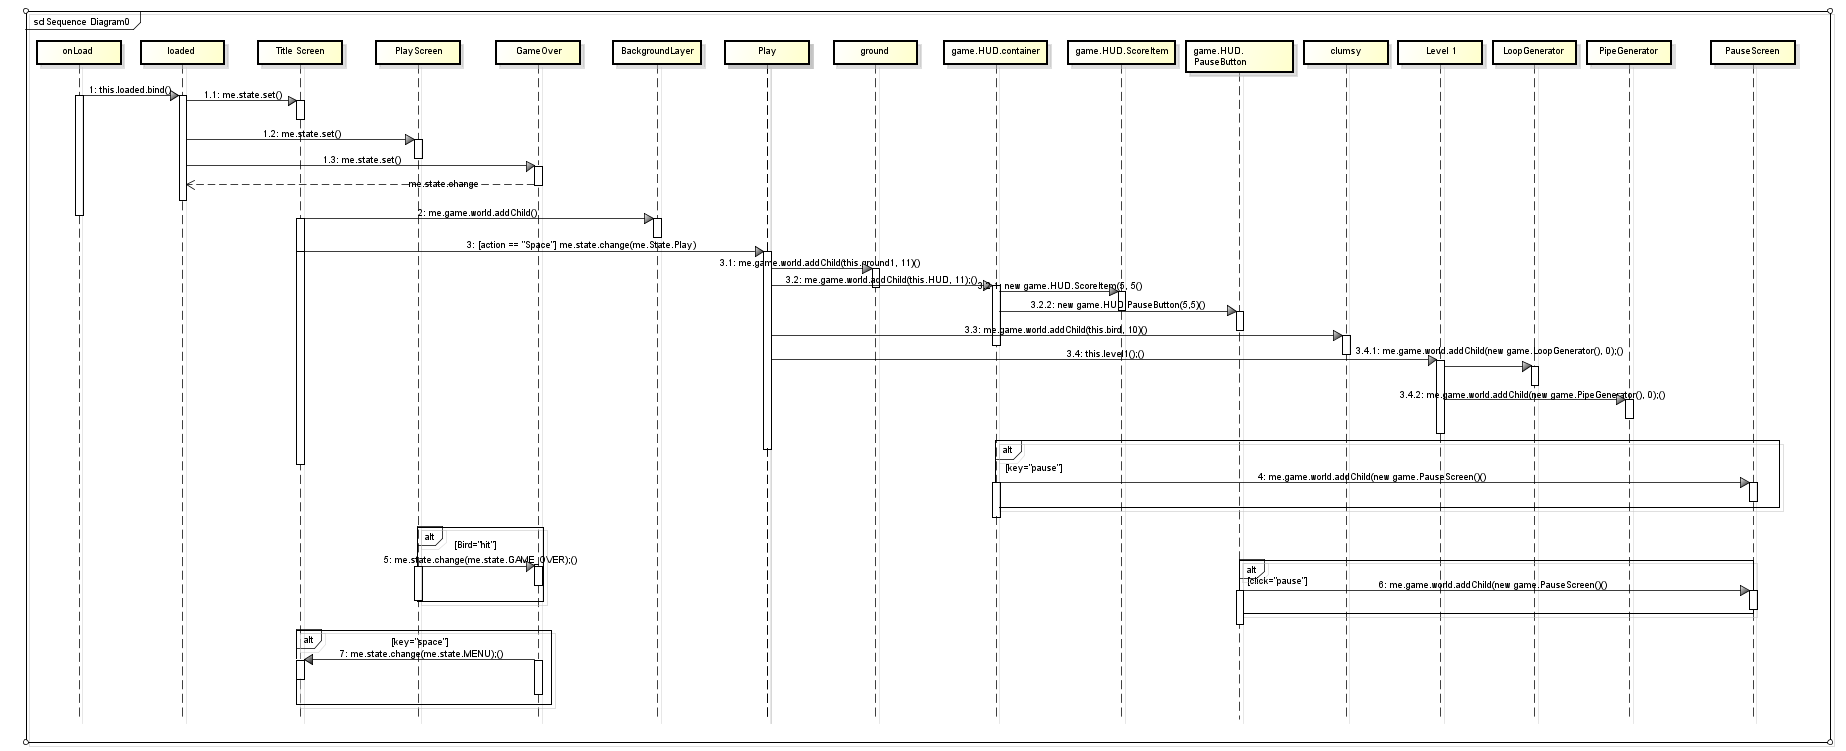 sd Sequence Diagram0
onLoad
loaded
Title Screen
PlayScreen
GameOver
BackgroundLayer
Play
ground
game.HUD.container
game.HUD.ScoreItem
game.HUD.
PauseButton
clumsy
Level 1
LoopGenerator
PipeGenerator
PauseScreen
1: this.loaded.bind()
1.1: me.state.set()
1.2: me.state.set()
1.3: me.state.set()
me.state.change
2: me.game.world.addChild()
3: [action == "Space"] me.state.change(me.State.Play)
3.1: me.game.world.addChild(this.ground1, 11)()
3.2: me.game.world.addChild(this.HUD, 11);()
3.2.1: new game.HUD.ScoreItem(5, 5()
3.2.2: new game.HUD.PauseButton(5,5)()
3.3: me.game.world.addChild(this.bird, 10)()
3.4: this.level1();()
3.4.1: me.game.world.addChild(new game.LoopGenerator(), 0);()
3.4.2: me.game.world.addChild(new game.PipeGenerator(), 0);()
alt
[key="pause"]
4: me.game.world.addChild(new game.PauseScreen()()
alt
[Bird="hit"]
5: me.state.change(me.state.GAME_OVER);()
alt
[click="pause"]
6: me.game.world.addChild(new game.PauseScreen()()
alt
[key="space"]
7: me.state.change(me.state.MENU);()